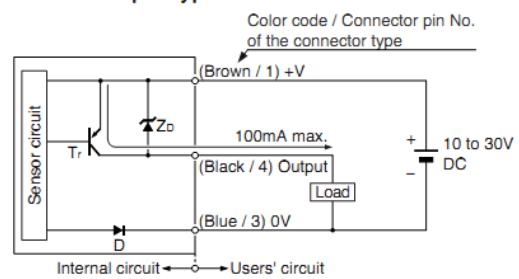 Color code / Connector pin No.
of the connector type
(Brown / 1) +V
Sensor circuit
Tr
ZD
100mA max.
+
10 to 30V
DC
−
(Black / 4) Output
Load
(Blue / 3) 0V
D
Internal circuit
Users' circuit